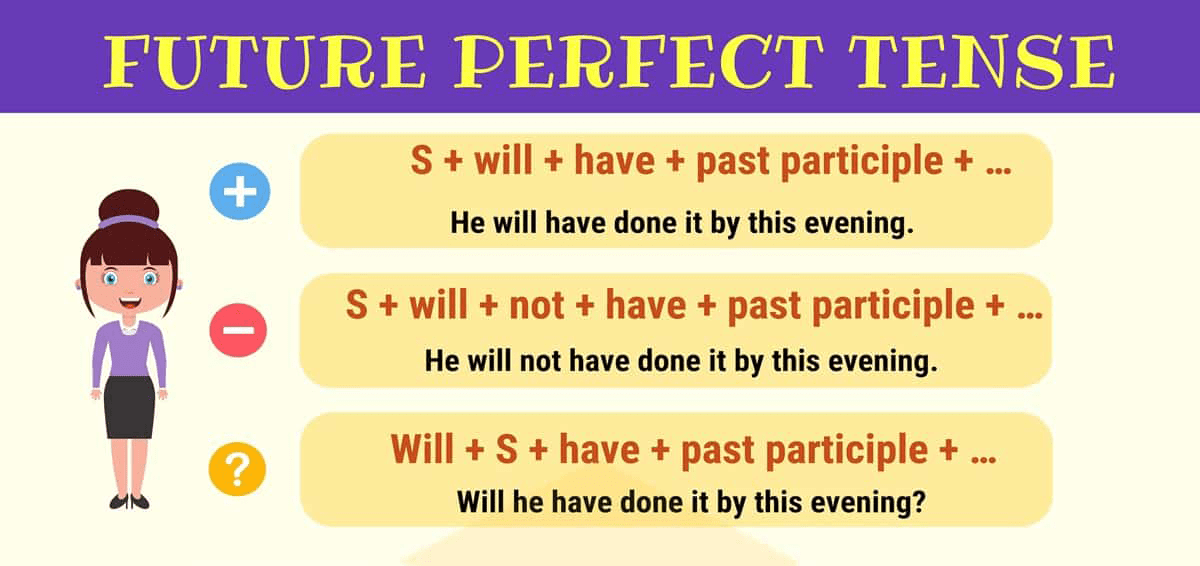 FUTURE PERFECT TENSE
S + will + have + past participle + ...
He will have done it by this evening.
S + will + not + have + past participle + ...
He will not have done it by this evening.
Will + S + have + past participle + ...
Will he have done it by this evening?